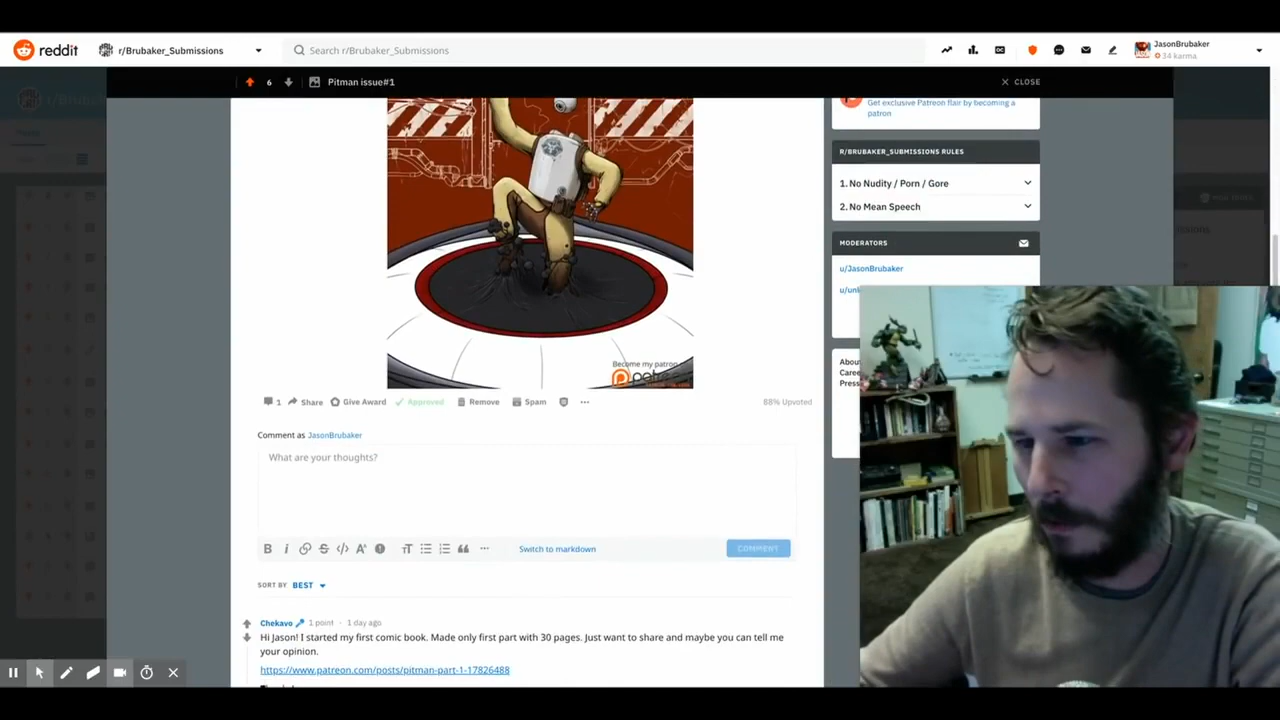 reddit
r/Brubaker_Submissions
Search r/Brubaker_Submissions
JasonBrubaker
34 karma
6
Pitman issue#1
CLOSE
Get exclusive Patreon flair by becoming a
patron
R/BRUBAKER_SUBMISSIONS RULES
1. No Nudity / Porn / Gore
2. No Mean Speech
MODERATORS
u/JasonBrubaker
Become my patron
1
Share
Give Award
Approved
Remove
Spam
88% Upvoted
Comment as JasonBrubaker
What are your thoughts?
Switch to markdown
COMMENT
SORT BY BEST
Chekavo 1 point · 1 day ago
Hi Jason! I started my first comic book. Made only first part with 30 pages. Just want to share and maybe you can tell me
your opinion.
https://www.patreon.com/posts/pitman-part-1-17826488